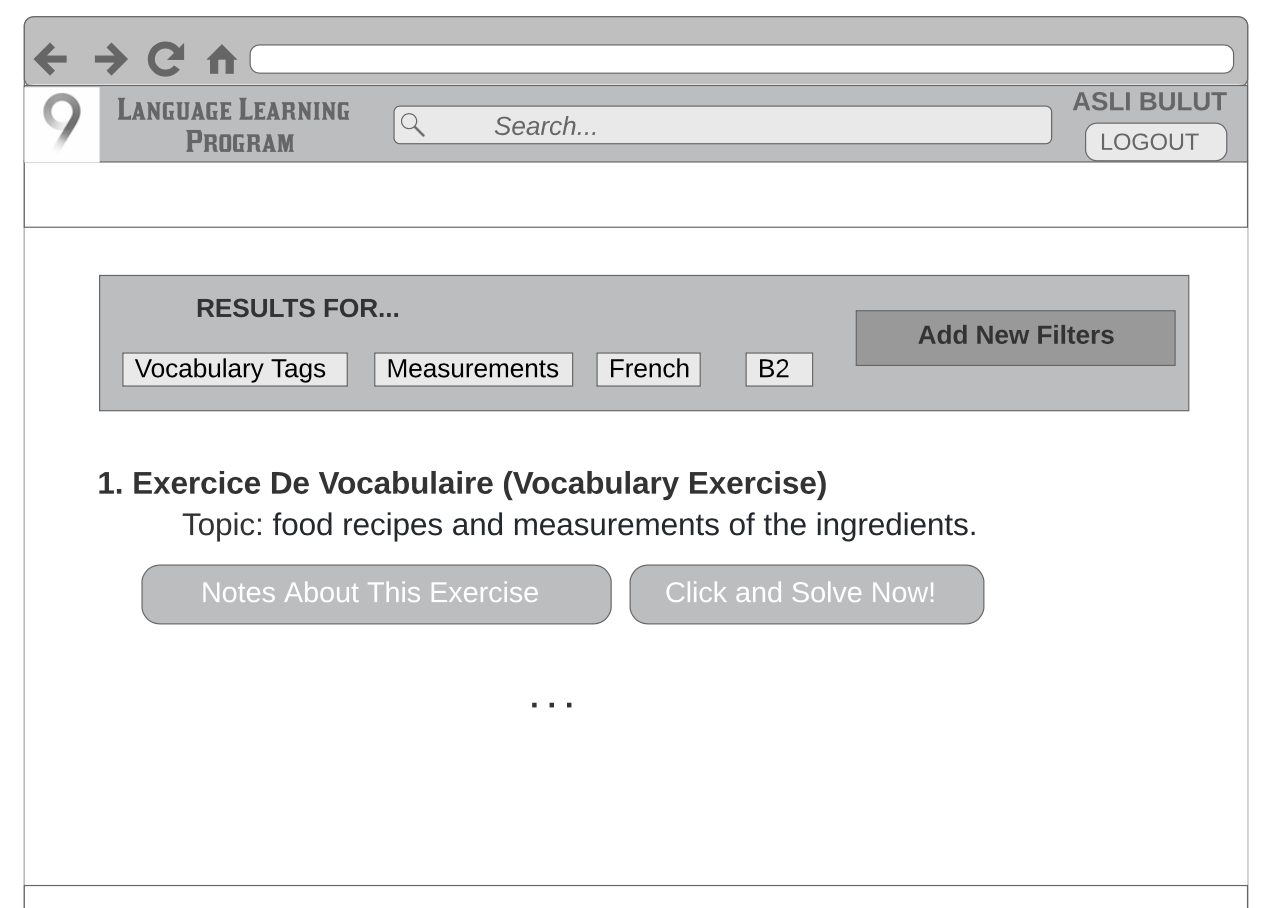 9
LANGUAGE LEARNING
PROGRAM
Search...
ASLI BULUT
LOGOUT
RESULTS FOR...
Add New Filters
Vocabulary Tags
Measurements
French
B2
1. Exercice De Vocabulaire (Vocabulary Exercise)
Topic: food recipes and measurements of the ingredients.
Notes About This Exercise
Click and Solve Now!
...